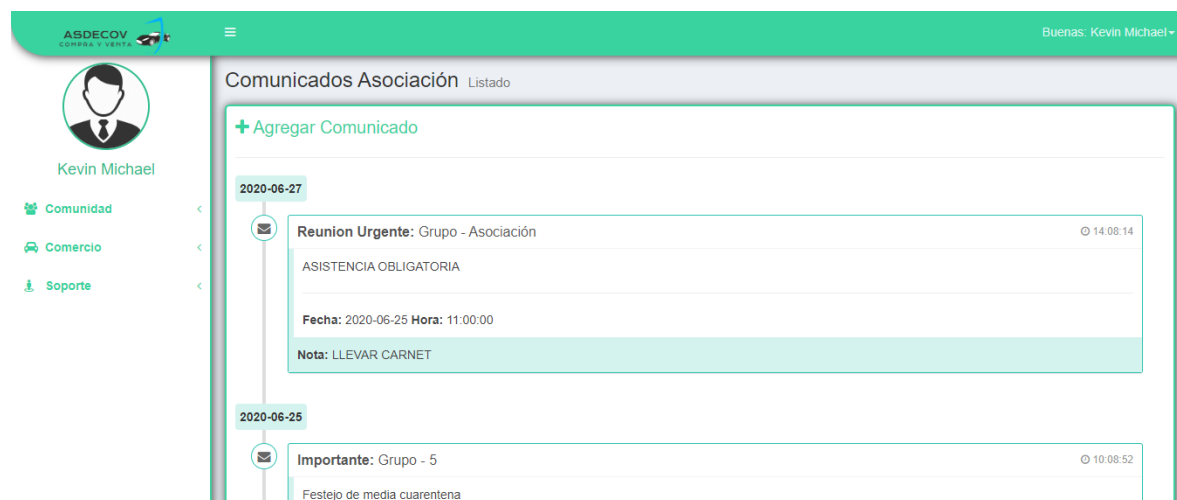 ASDECOV
COMPRA Y VENTA
Buenas: Kevin Michael
Kevin Michael
Comunidad
Comercio
Soporte
Comunicados Asociación Listado
Agregar Comunicado
2020-06-27
Reunion Urgente: Grupo - Asociación 14:08:14
ASISTENCIA OBLIGATORIA
Fecha: 2020-06-25 Hora: 11:00:00
Nota: LLEVAR CARNET
2020-06-25
Importante: Grupo - 5 10:08:52
Festejo de media cuarentena